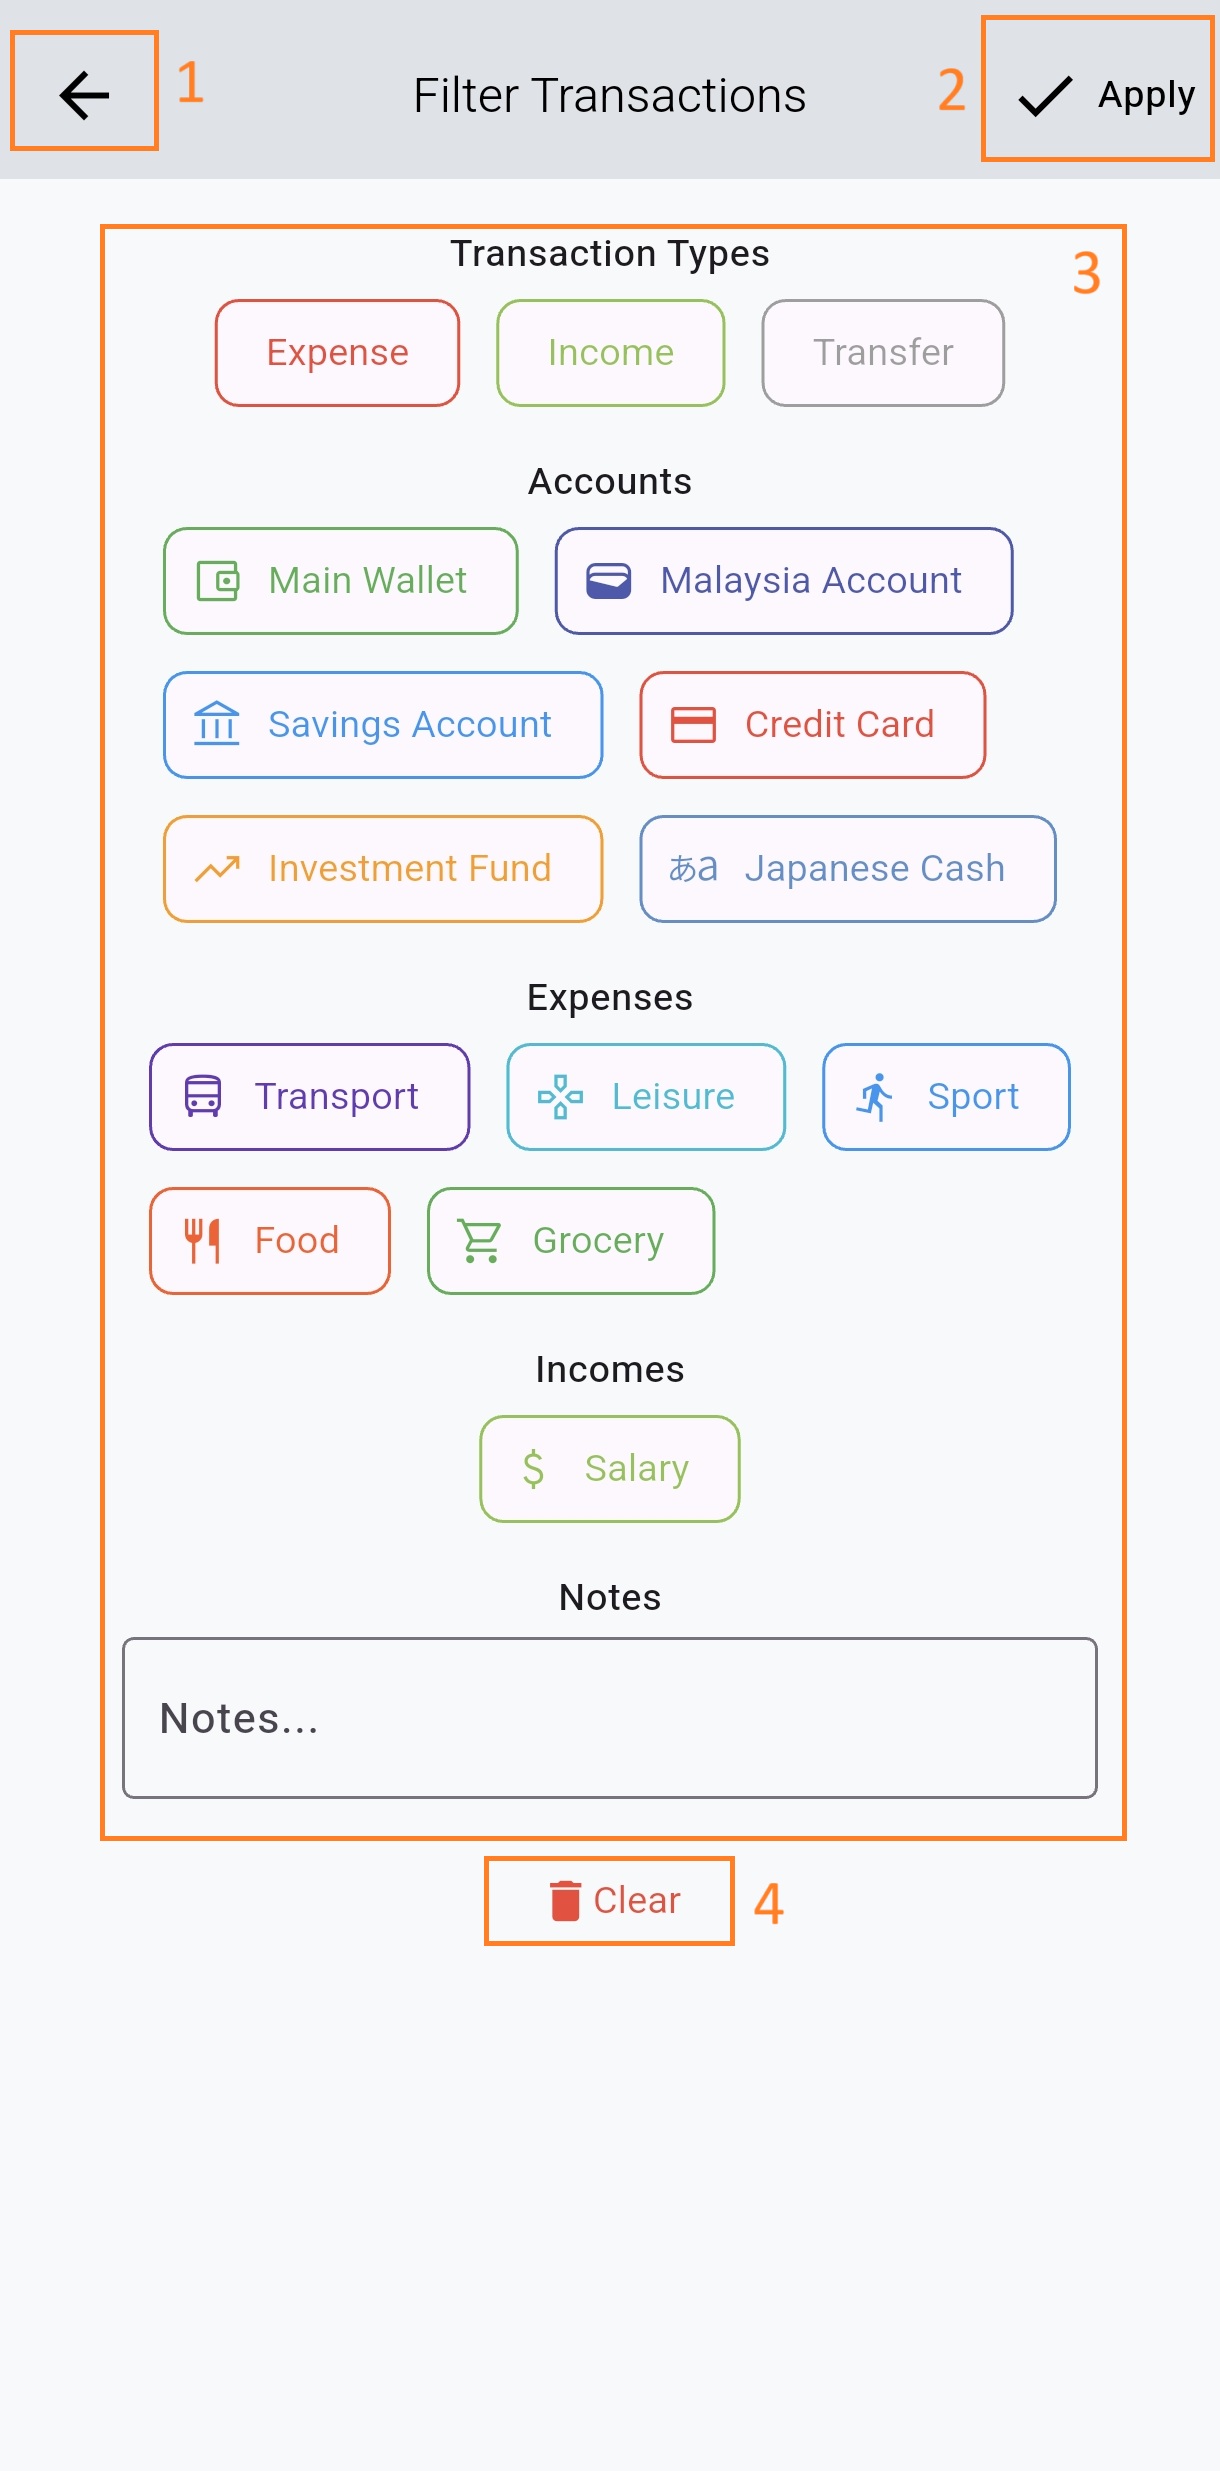 1
Filter Transactions
2
Apply
Transaction Types
3
Expense
Income
Transfer
Accounts
Main Wallet
Malaysia Account
Savings Account
Credit Card
Investment Fund
あa Japanese Cash
Expenses
Transport
Leisure
Sport
Food
Grocery
Incomes
$ Salary
Notes
Notes...
Clear
4